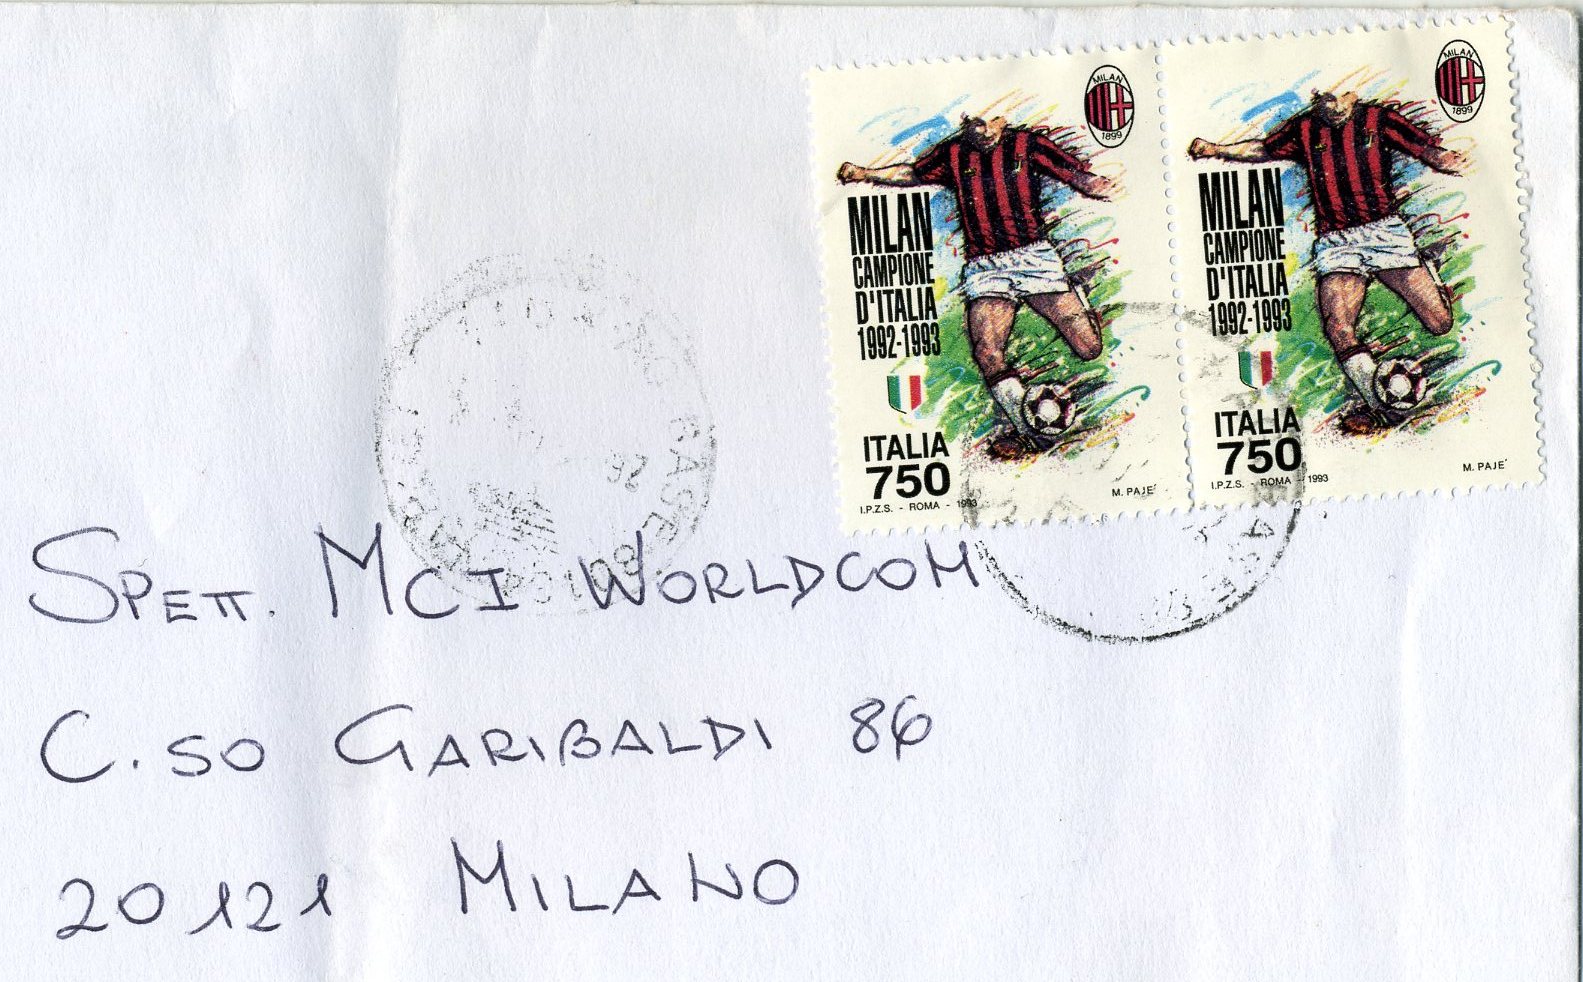 MILAN
1899
MILAN
CAMPIONE
D'ITALIA
1992-1993
ITALIA
750
I.P.Z.S. - ROMA - 1993
M. PAJE'
MILAN
1899
MILAN
CAMPIONE
D'ITALIA
1992-1993
ITALIA
750
I.P.Z.S. - ROMA - 1993
M. PAJE'
SPETT. MCI WORLDCOM
C.SO GARIBALDI 86
20121 MILANO